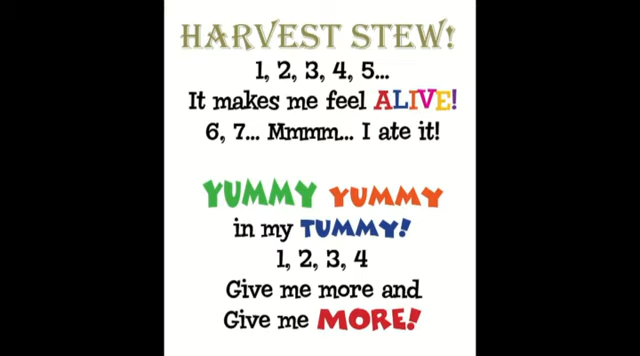 HARVEST STEW!
1, 2, 3, 4, 5...
It makes me feel ALIVE!
6, 7... Mmmm... I ate it!
YUMMY YUMMY
in my TUMMY!
1, 2, 3, 4
Give me more and
Give me MORE!